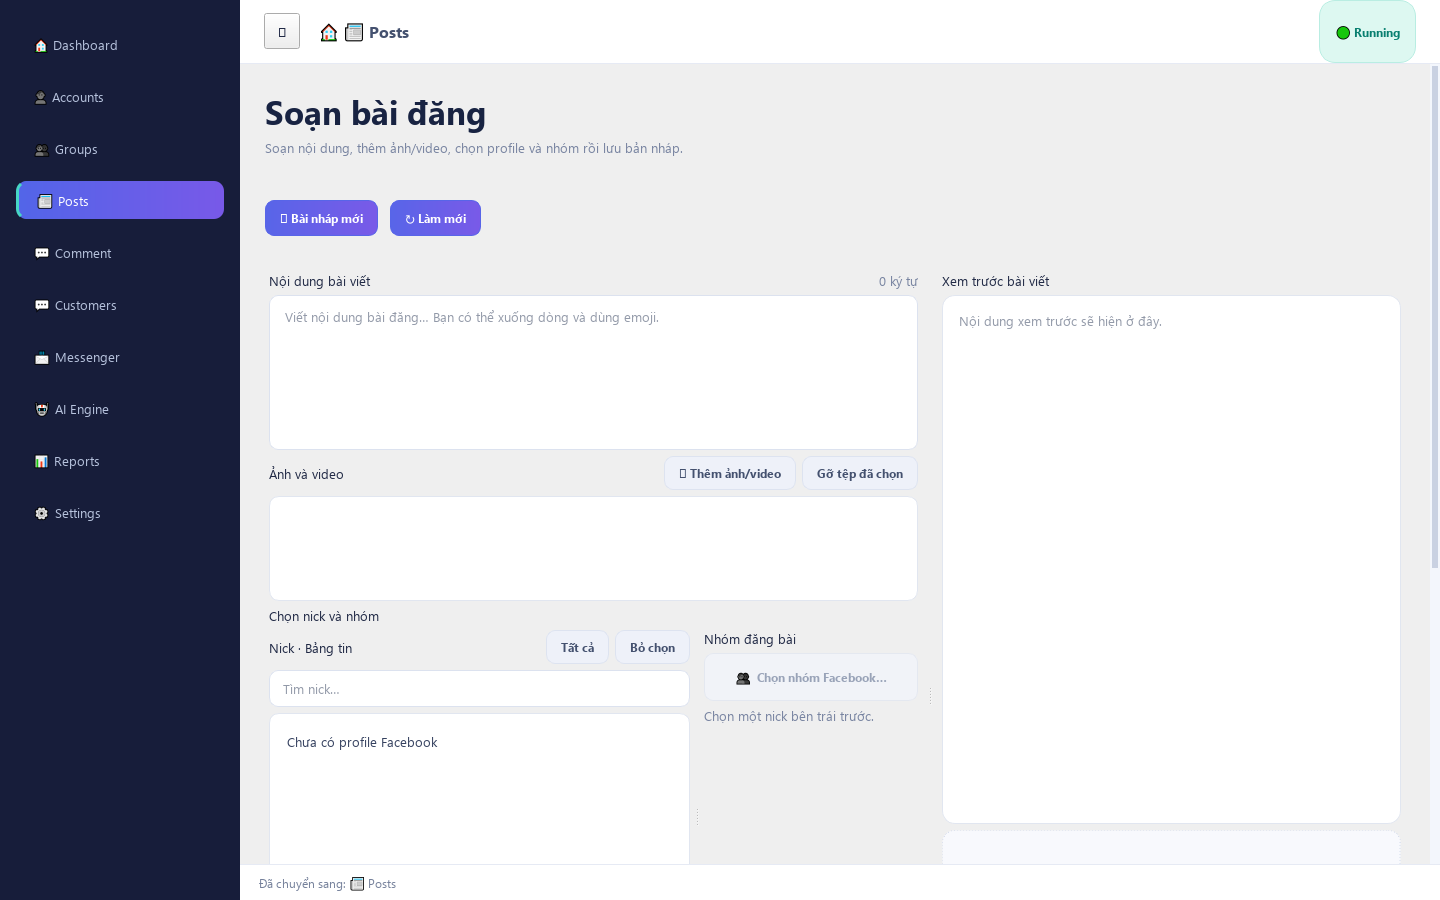 Dashboard
Accounts
Groups
Posts
Comment
Customers
Messenger
AI Engine
Reports
Settings
Posts
Running
Soạn bài đăng
Soạn nội dung, thêm ảnh/video, chọn profile và nhóm rồi lưu bản nháp.
Bài nháp mới
↻ Làm mới
Nội dung bài viết
0 ký tự
Viết nội dung bài đăng... Bạn có thể xuống dòng và dùng emoji.
Ảnh và video
Thêm ảnh/video
Gỡ tệp đã chọn
Chọn nick và nhóm
Nick · Bảng tin
Tất cả
Bỏ chọn
Tìm nick...
Chưa có profile Facebook
Nhóm đăng bài
Chọn nhóm Facebook...
Chọn một nick bên trái trước.
Xem trước bài viết
Nội dung xem trước sẽ hiện ở đây.
Đã chuyển sang: Posts